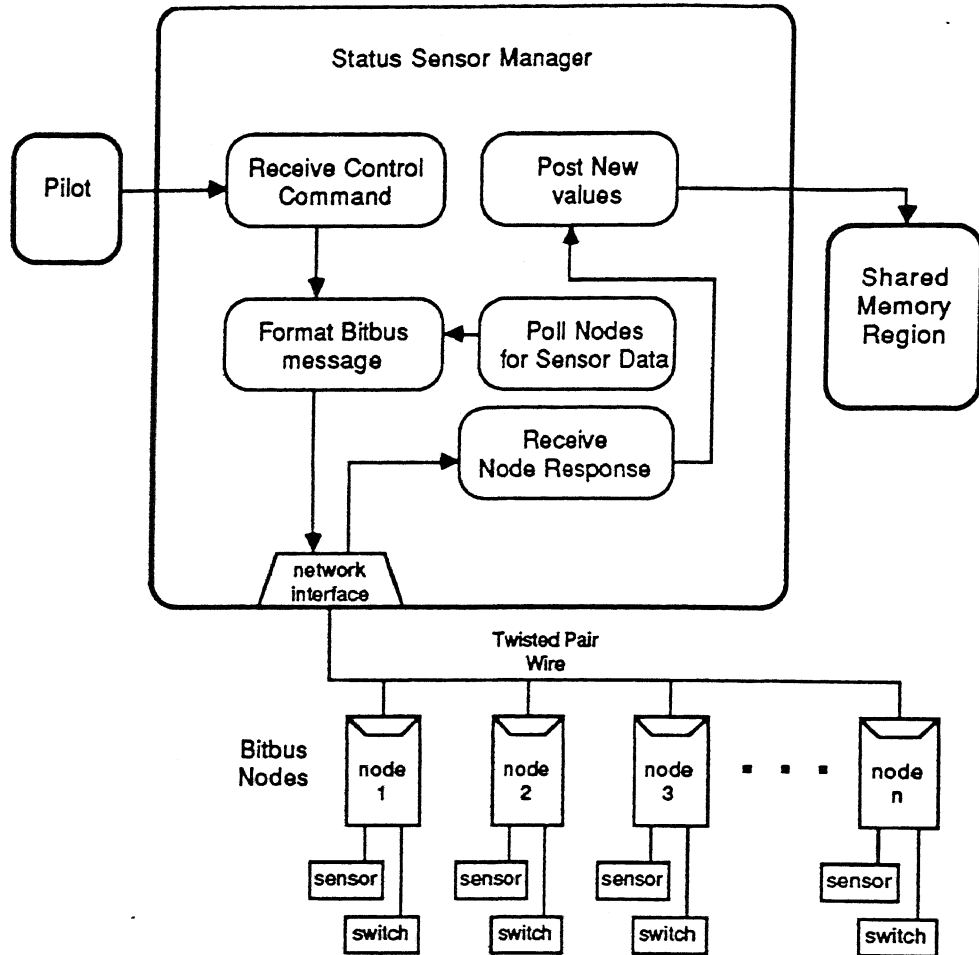 Status Sensor Manager
Pilot
Receive Control
Command
Post New
values
Shared
Memory
Region
Format Bitbus
message
Poll Nodes
for Sensor Data
Receive
Node Response
network
interface
Twisted Pair
Wire
Bitbus
Nodes
node
1
node
2
node
3
node
n
sensor
sensor
sensor
sensor
switch
switch
switch
switch